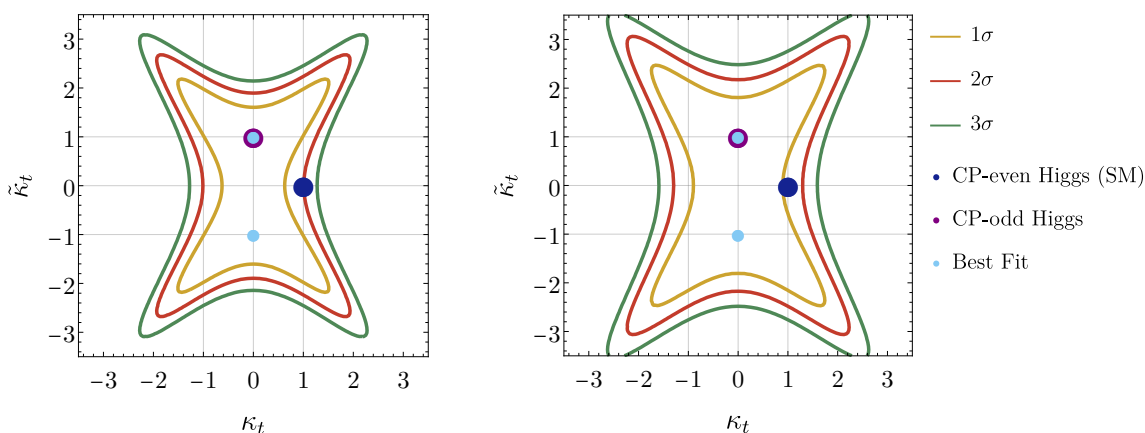 3
2
1
0
−1
−2
−3
κ̃ₜ
−3 −2 −1 0 1 2 3
κₜ
3
2
1
0
−1
−2
−3
κ̃ₜ
−3 −2 −1 0 1 2 3
κₜ
1σ
2σ
3σ
CP-even Higgs (SM)
CP-odd Higgs
Best Fit